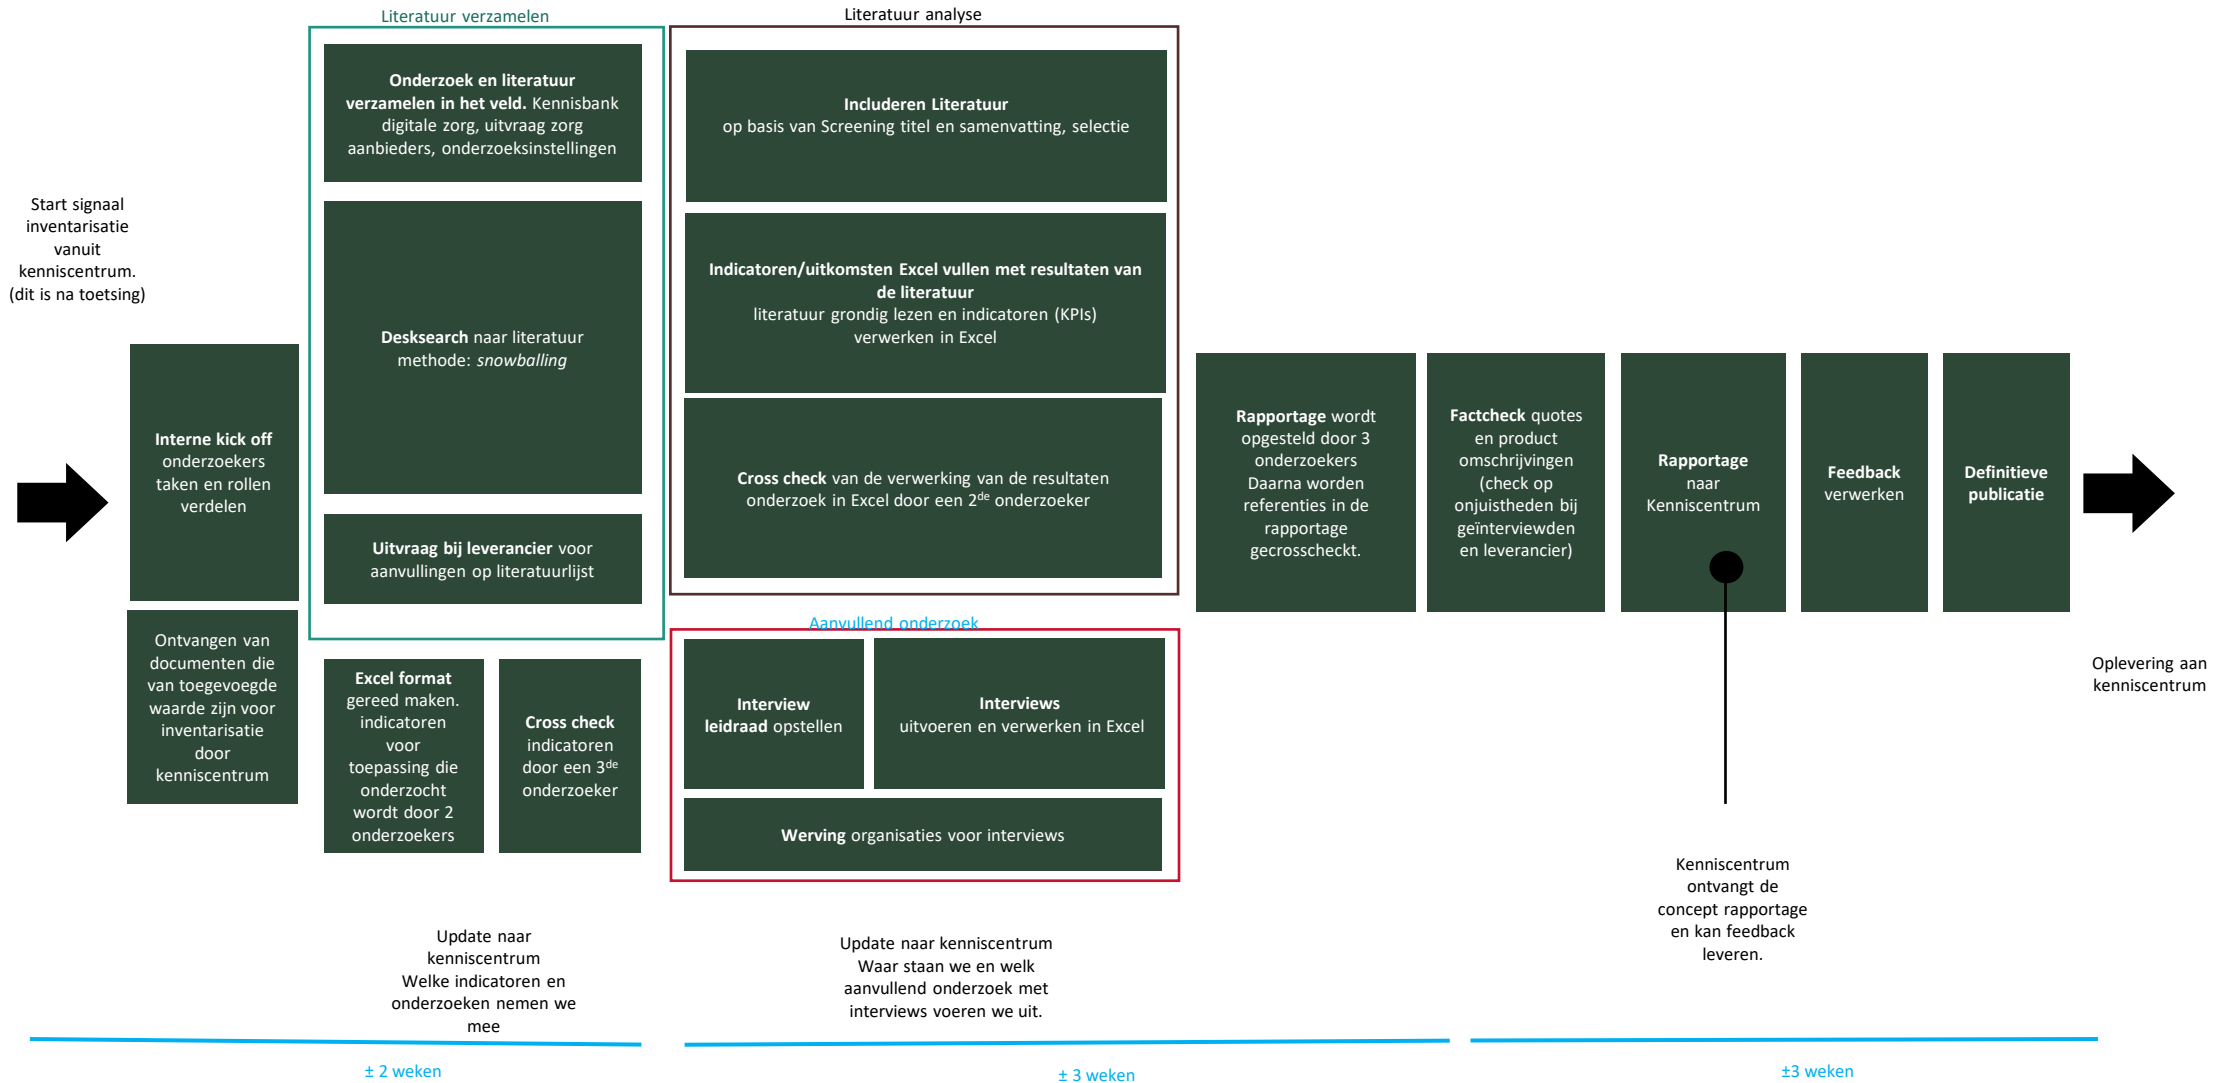 Literatuur verzamelen
Literatuur analyse
Start signaal
inventarisatie
vanuit
kenniscentrum.
(dit is na toetsing)
Interne kick off
onderzoekers
taken en rollen
verdelen
Ontvangen van
documenten die
van toegevoegde
waarde zijn voor
inventarisatie
door
kenniscentrum
Onderzoek en literatuur
verzamelen in het veld. Kennisbank
digitale zorg, uitvraag zorg
aanbieders, onderzoeksinstellingen
Desksearch naar literatuur
methode: snowballing
Uitvraag bij leverancier voor
aanvullingen op literatuurlijst
Excel format
gereed maken.
indicatoren
voor
toepassing die
onderzocht
wordt door 2
onderzoekers
Cross check
indicatoren
door een 3de
onderzoeker
Includeren Literatuur
op basis van Screening titel en samenvatting, selectie
Indicatoren/uitkomsten Excel vullen met resultaten van
de literatuur
literatuur grondig lezen en indicatoren (KPIs)
verwerken in Excel
Cross check van de verwerking van de resultaten
onderzoek in Excel door een 2de onderzoeker
Aanvullend onderzoek
Interview
leidraad opstellen
Interviews
uitvoeren en verwerken in Excel
Werving organisaties voor interviews
Rapportage wordt
opgesteld door 3
onderzoekers
Daarna worden
referenties in de
rapportage
gecrosscheckt.
Factcheck quotes
en product
omschrijvingen
(check op
onjuistheden bij
geïnterviewden
en leverancier)
Rapportage
naar
Kenniscentrum
Feedback
verwerken
Definitieve
publicatie
Oplevering aan
kenniscentrum
Kenniscentrum
ontvangt de
concept rapportage
en kan feedback
leveren.
Update naar
kenniscentrum
Welke indicatoren en
onderzoeken nemen we
mee
Update naar kenniscentrum
Waar staan we en welk
aanvullend onderzoek met
interviews voeren we uit.
± 2 weken
± 3 weken
±3 weken